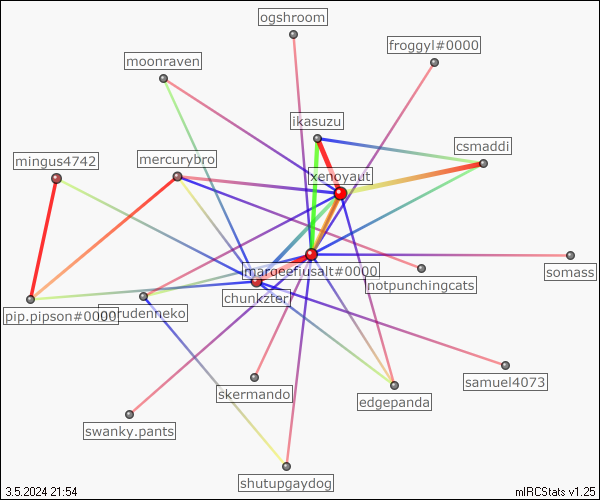 ogshroom
froggyl#0000
moonraven
ikasuzu
csmaddi
mingus4742
mercurybro
xenoyaut
margeefiusalt#0000
somass
notpunchingcats
chunkzter
pip.pipson#0000
samuel4073
skermando
edgepanda
swanky.pants
shutupgaydog
3.5.2024 21:54
mIRCStats v1.25